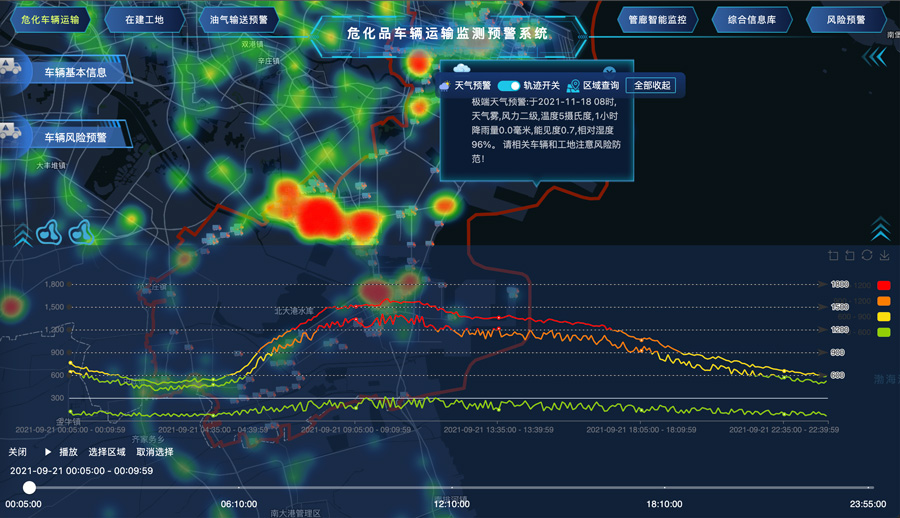 危化车辆运输
在建工地
油气输送预警
危化品车辆运输监测预警系统
管廊智能监控
综合信息库
风险预警
双港镇
辛庄镇
车辆基本信息
天气预警
轨迹开关
区域查询
全部收起
极端天气预警:于2021-11-18 08时,
天气雾,风力二级,温度5摄氏度,1小时
降雨量0.0毫米,能见度0.7,相对湿度
96%。请相关车辆和工地注意风险防
范!
车辆风险预警
大丰堆镇
1,800
1,500
1,200
900
600
300
1800
1500
1200
900
600
北大港水库
2021-09-21 00:05:00 - 00:09:59
2021-09-21 04:35:00 - 04:39:59
2021-09-21 09:05:00 - 09:09:59
2021-09-21 13:35:00 - 13:39:59
2021-09-21 18:05:00 - 18:09:59
2021-09-21 22:35:00 - 22:39:59
齐家务乡
关闭
播放
选择区域
取消选择
2021-09-21 00:05:00 - 00:09:59
00:05:00
06:10:00
12:10:00
18:10:00
23:55:00
南大港管理区